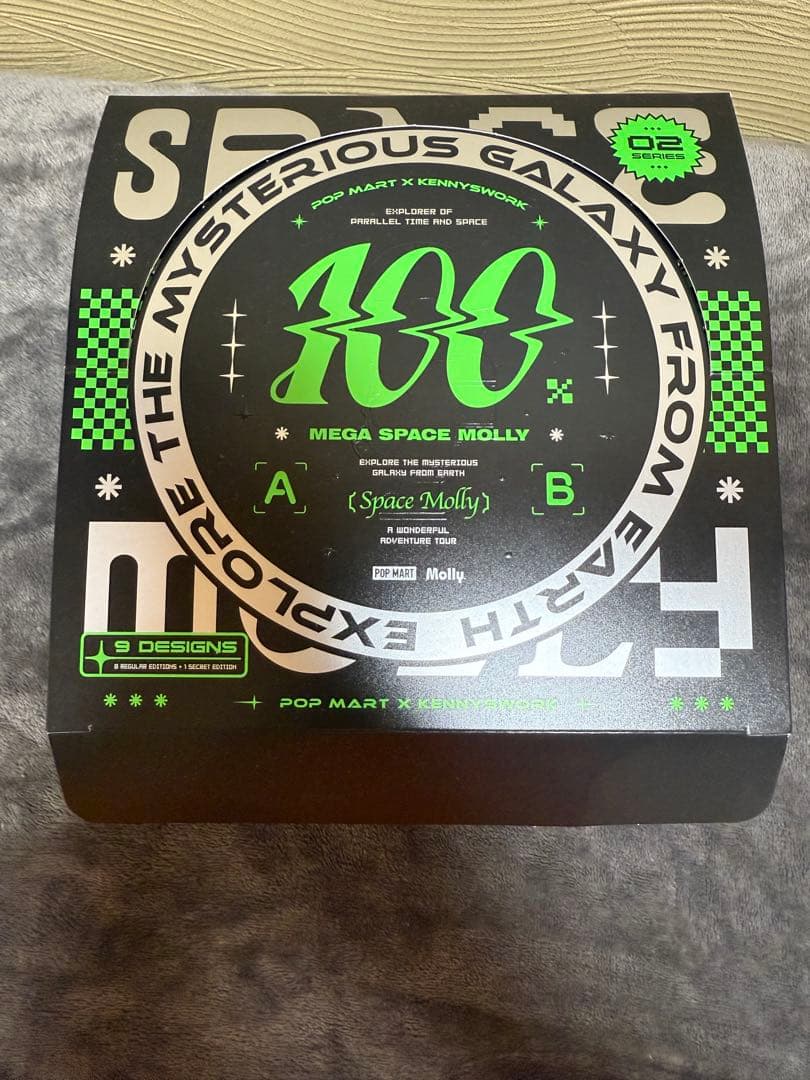 SPACE
02
SERIES
EXPLORE THE MYSTERIOUS GALAXY FROM EARTH
POP MART X KENNYSWORK
EXPLORER OF
PARALLEL TIME AND SPACE
100%
MEGA SPACE MOLLY
EXPLORE THE MYSTERIOUS
GALAXY FROM EARTH
A
(Space Molly)
B
A WONDERFUL
ADVENTURE TOUR
POP MART Molly
9 DESIGNS
8 REGULAR EDITIONS + 1 SECRET EDITION
POP MART X KENNYSWORK